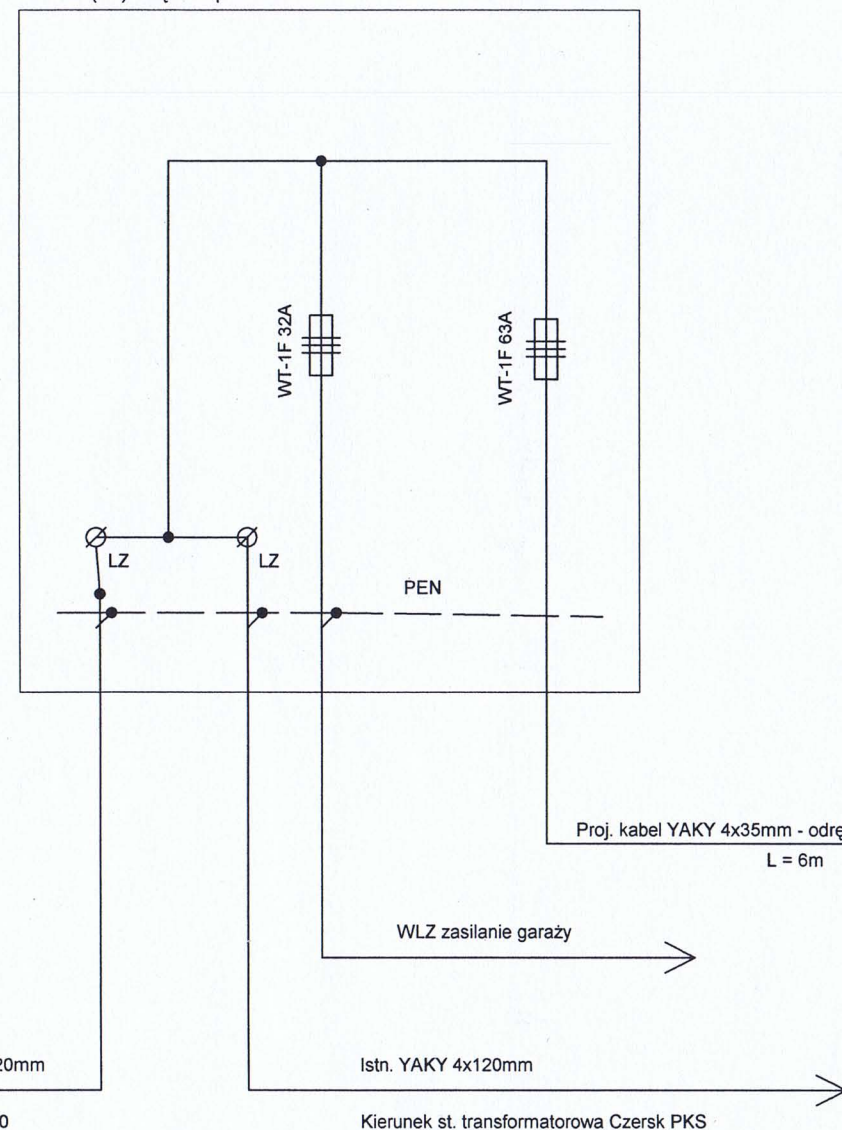 WT-1F 32A
WT-1F 63A
LZ
LZ
PEN
Proj. kabel YAKY 4x35mm - odrę
L = 6m
WLZ zasilanie garaży
20mm
Istn. YAKY 4x120mm
0
Kierunek st. transformatorowa Czersk PKS